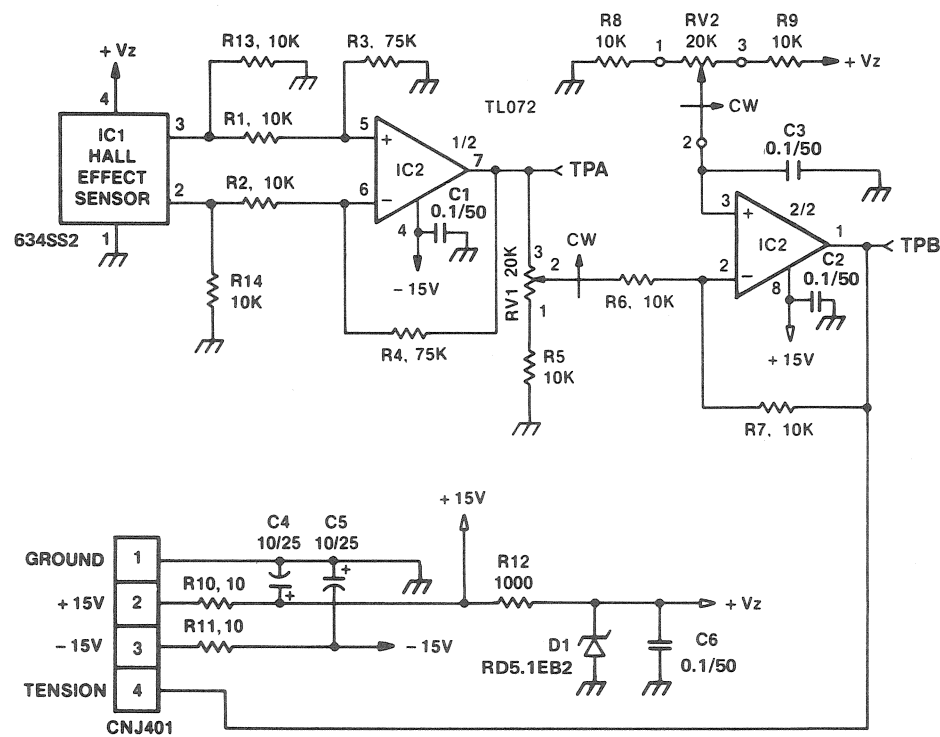 R13, 10K
R3, 75K
R8
10K
RV2
20K
R9
10K
1
3
+ Vz
+ Vz
4
TL072
CW
IC1
HALL
EFFECT
SENSOR
3
R1, 10K
5
+
1/2
7
IC2
TPA
2
C3
0.1/50
2
R2, 10K
6
−
C1
0.1/50
4
− 15V
634SS2
1
R14
10K
R4, 75K
3
RV1 20K
2
1
CW
R6, 10K
R5
10K
3
+
2/2
IC2
1
TPB
2
−
8
C2
0.1/50
+ 15V
R7, 10K
+ 15V
C4
10/25
C5
10/25
R12
1000
GROUND
1
+ 15V
2
R10, 10
+
+
+ Vz
− 15V
3
R11, 10
− 15V
D1
RD5.1EB2
C6
0.1/50
TENSION
4
CNJ401